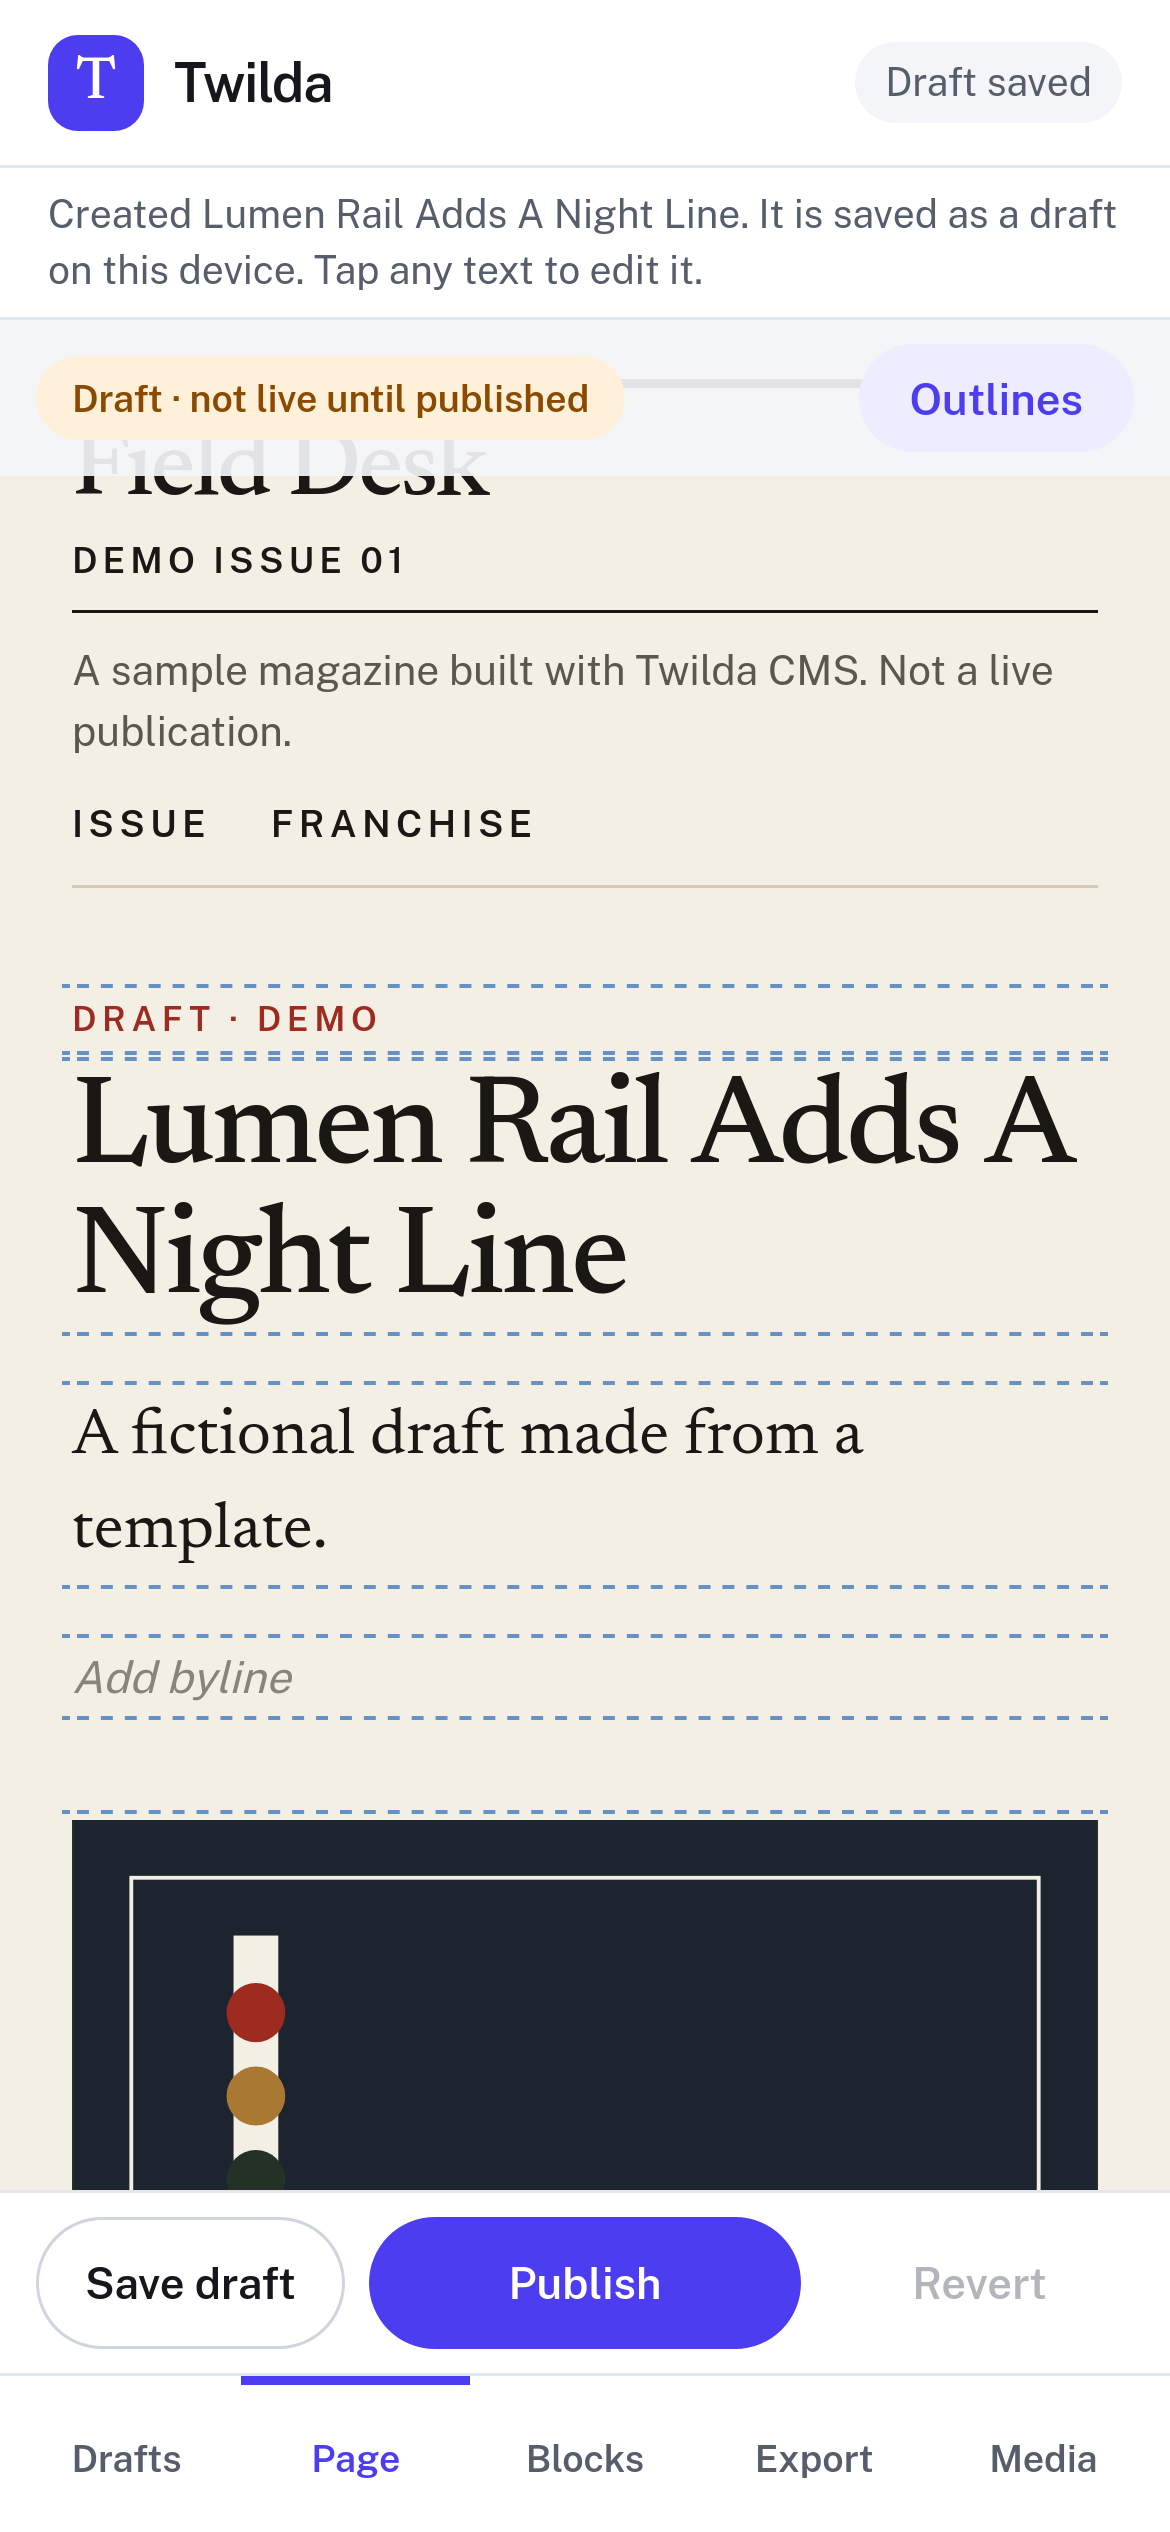 T
Twilda
Draft saved
Created Lumen Rail Adds A Night Line. It is saved as a draft
on this device. Tap any text to edit it.
Draft · not live until published
Outlines
Field Desk
DEMO ISSUE 01
A sample magazine built with Twilda CMS. Not a live
publication.
ISSUE FRANCHISE
DRAFT · DEMO
Lumen Rail Adds A
Night Line
A fictional draft made from a
template.
Add byline
Save draft
Publish
Revert
Drafts
Page
Blocks
Export
Media